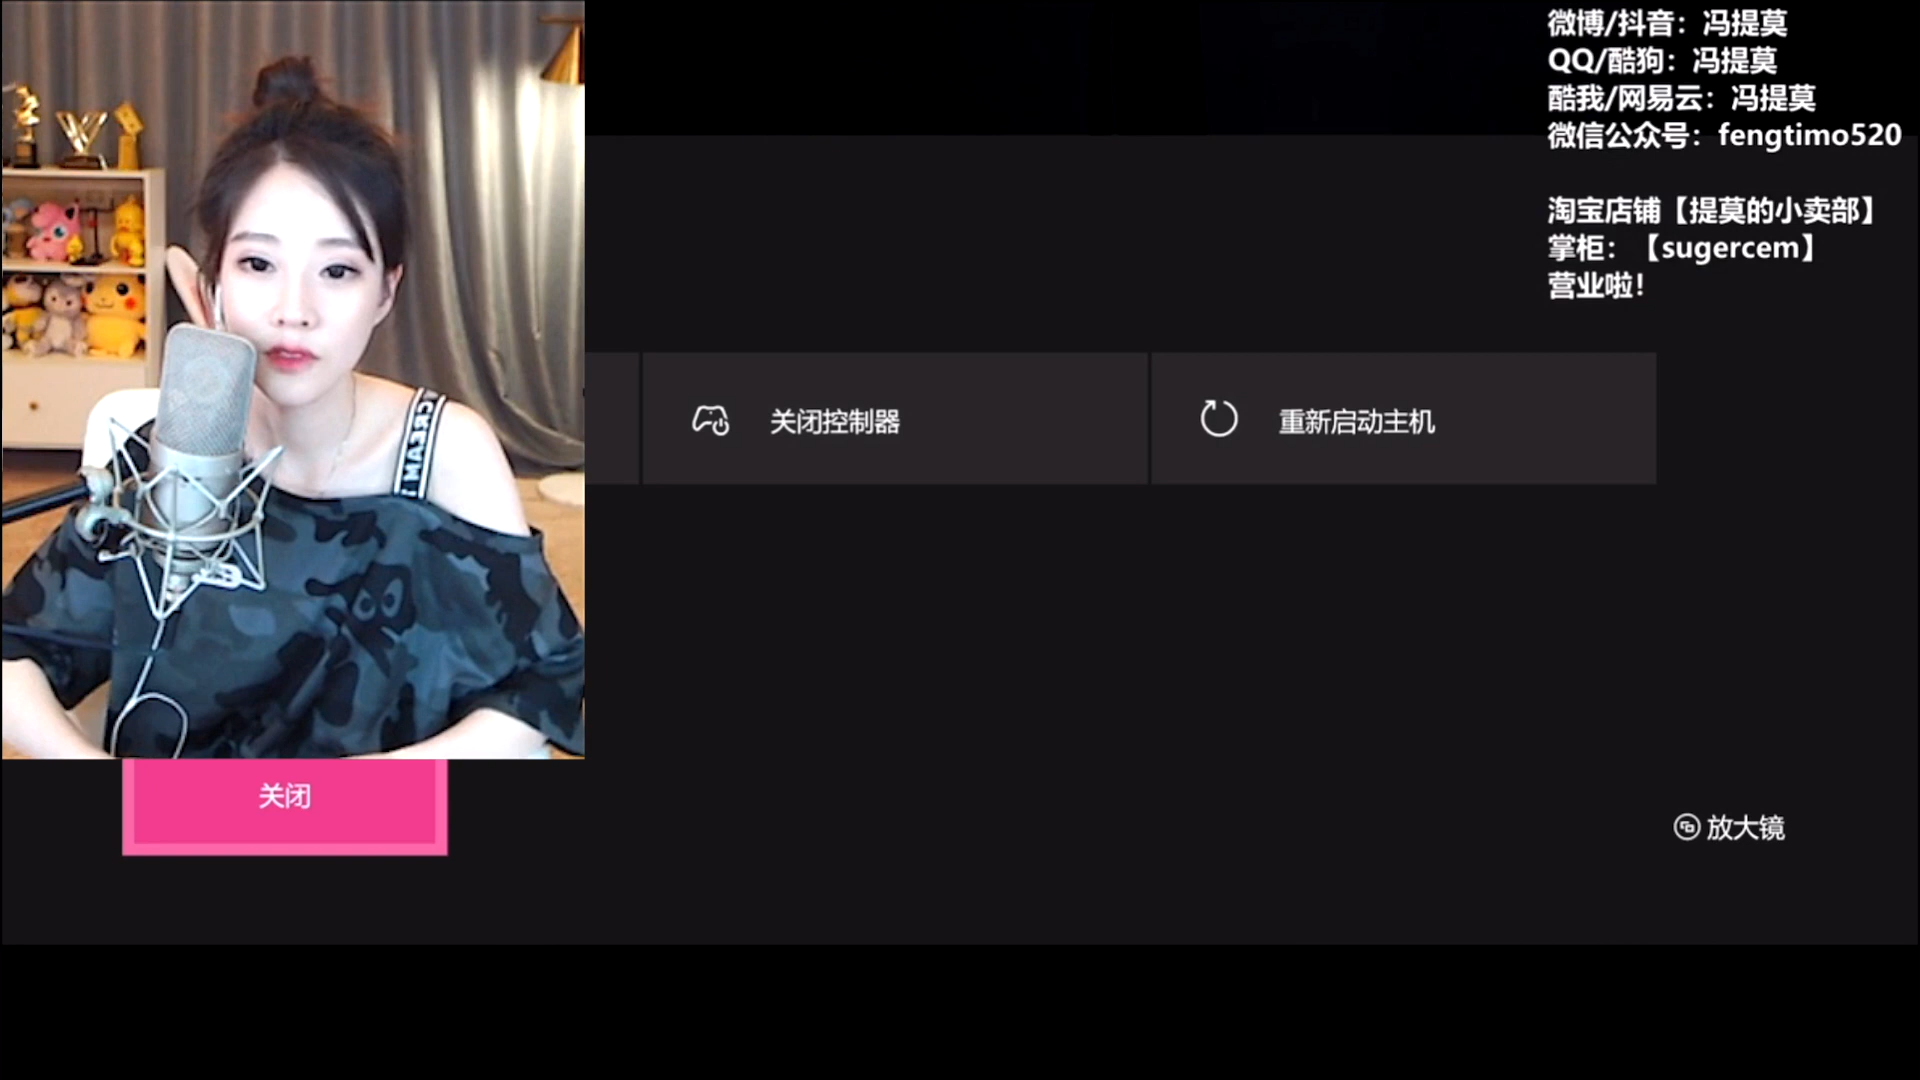 微博/抖音：冯提莫
QQ/酷狗：冯提莫
酷我/网易云：冯提莫
微信公众号：fengtimo520
淘宝店铺【提莫的小卖部】
掌柜：【sugercem】
营业啦！
关闭控制器
重新启动主机
关闭
放大镜